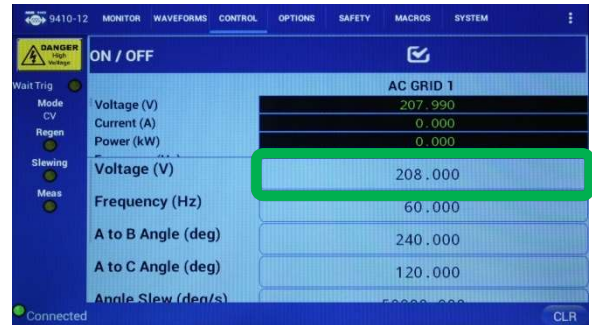 9410-12 MONITOR WAVEFORMS CONTROL OPTIONS SAFETY MACROS SYSTEM
DANGER
High
Voltage
ON / OFF
AC GRID 1
Wait Trig
Mode
CV
Regen
Slewing
Meas
Voltage (V) 207.990
Current (A) 0.000
Power (kW) 0.000
Voltage (V) 208.000
Frequency (Hz) 60.000
A to B Angle (deg) 240.000
A to C Angle (deg) 120.000
Angle Slew (deg/s)
Connected
CLR